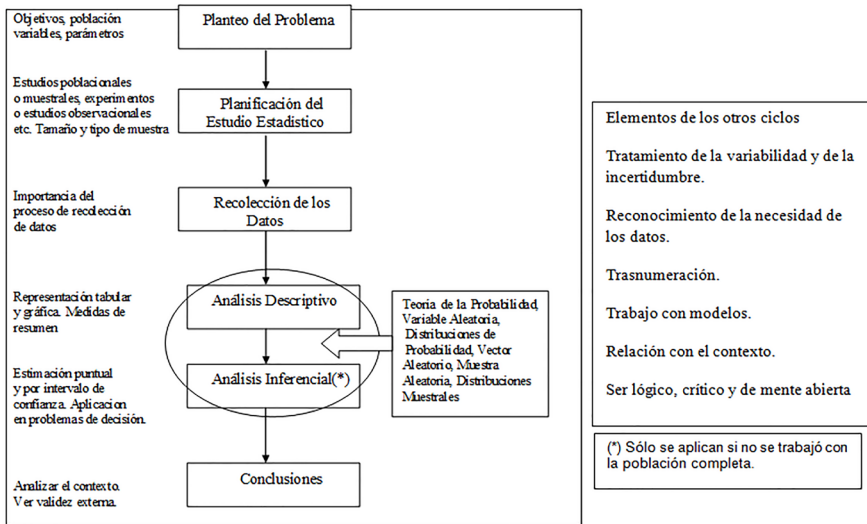 Objetivos, población
variables, parámetros
Planteo del Problema
Estudios poblacionales
o muestrales, experimentos
o estudios observacionales
etc. Tamaño y tipo de muestra
Planificación del
Estudio Estadístico
Importancia del
proceso de recolección
de datos
Recolección de los
Datos
Representación tabular
y gráfica. Medidas de
resumen
Análisis Descriptivo
Teoría de la Probabilidad,
Variable Aleatoria,
Distribuciones de
Probabilidad, Vector
Aleatorio, Muestra
Aleatoria, Distribuciones
Muestrales
Estimación puntual
y por intervalo de
confianza. Aplicacion
en problemas de decisión.
Análisis Inferencial(*)
Analizar el contexto.
Ver validez externa.
Conclusiones
Elementos de los otros ciclos
Tratamiento de la variabilidad y de la
incertidumbre.
Reconocimiento de la necesidad de
los datos.
Trasnumeración.
Trabajo con modelos.
Relación con el contexto.
Ser lógico, crítico y de mente abierta
(*) Sólo se aplican si no se trabajó con
la población completa.